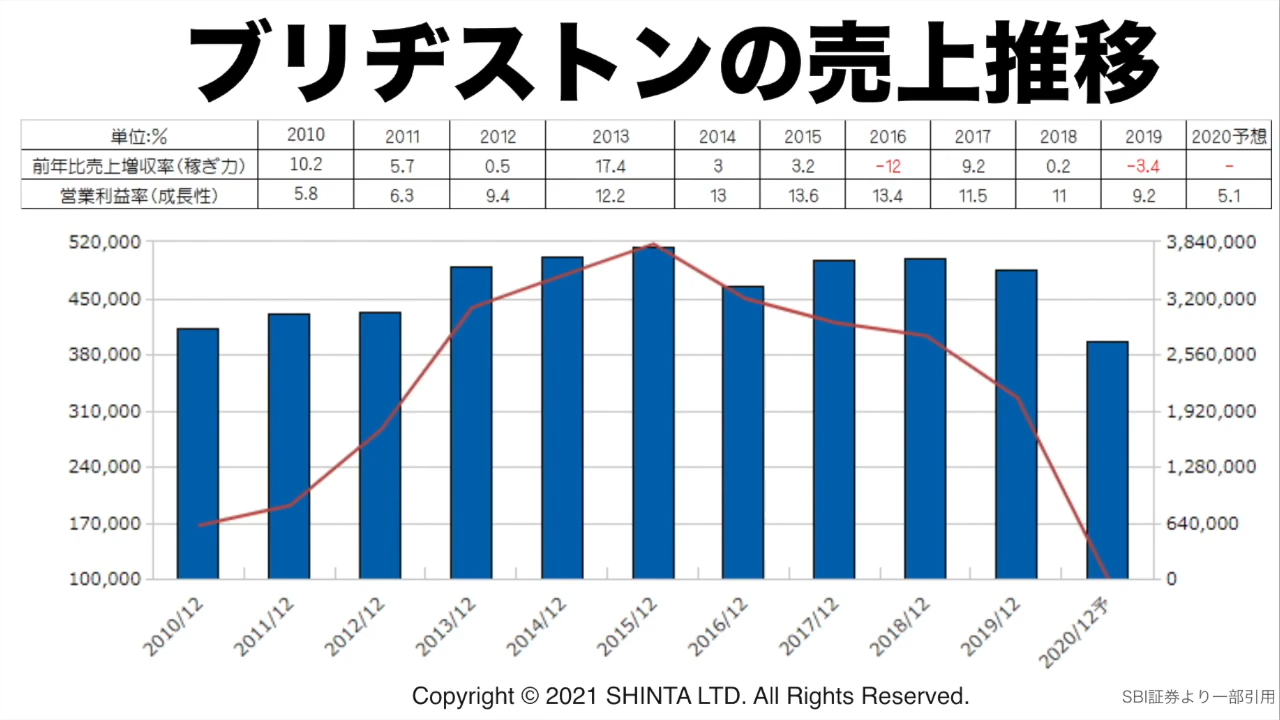 ブリヂストンの売上推移
単位:% 2010 2011 2012 2013 2014 2015 2016 2017 2018 2019 2020予想
前年比売上増収率(稼ぎ力) 10.2 5.7 0.5 17.4 3 3.2 -12 9.2 0.2 -3.4 -
営業利益率(成長性) 5.8 6.3 9.4 12.2 13 13.6 13.4 11.5 11 9.2 5.1
520,000 3,840,000
450,000 3,200,000
380,000 2,560,000
310,000 1,920,000
240,000 1,280,000
170,000 640,000
100,000 0
2010/12 2011/12 2012/12 2013/12 2014/12 2015/12 2016/12 2017/12 2018/12 2019/12 2020/12予
Copyright © 2021 SHINTA LTD. All Rights Reserved.
SBI証券より一部引用